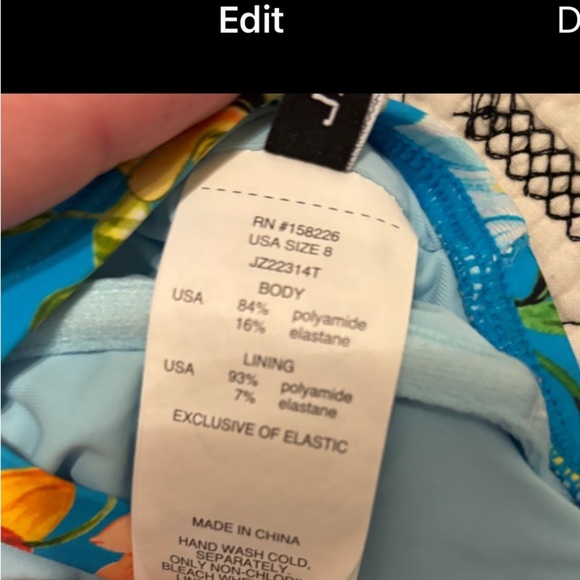 Edit
RN #158226
USA SIZE 8
JZ22314T
BODY
USA 84% polyamide
16% elastane
LINING
USA 93% polyamide
7% elastane
EXCLUSIVE OF ELASTIC
MADE IN CHINA
HAND WASH COLD,
SEPARATELY.
ONLY NON-CHLORINE
BLEACH